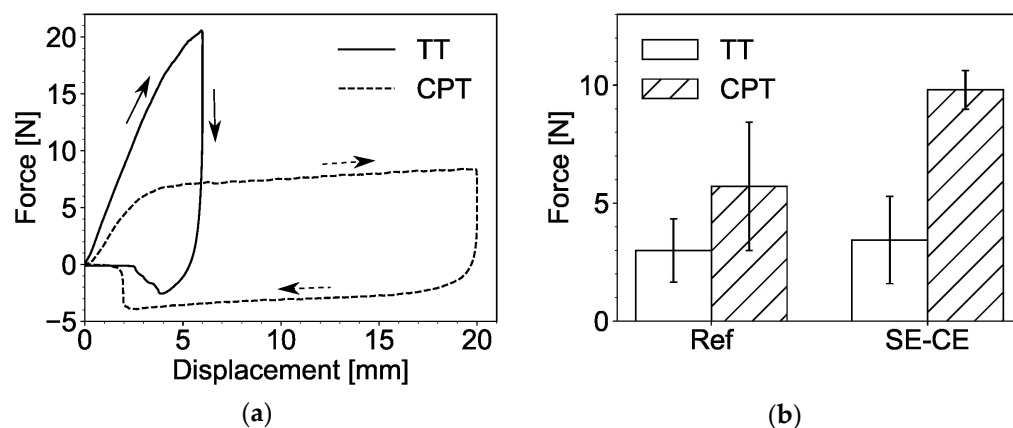 TT
CPT
Force [N]
20
15
10
5
0
−5
0
5
10
15
20
Displacement [mm]
(a)
TT
CPT
Force [N]
10
5
0
Ref
SE-CE
(b)